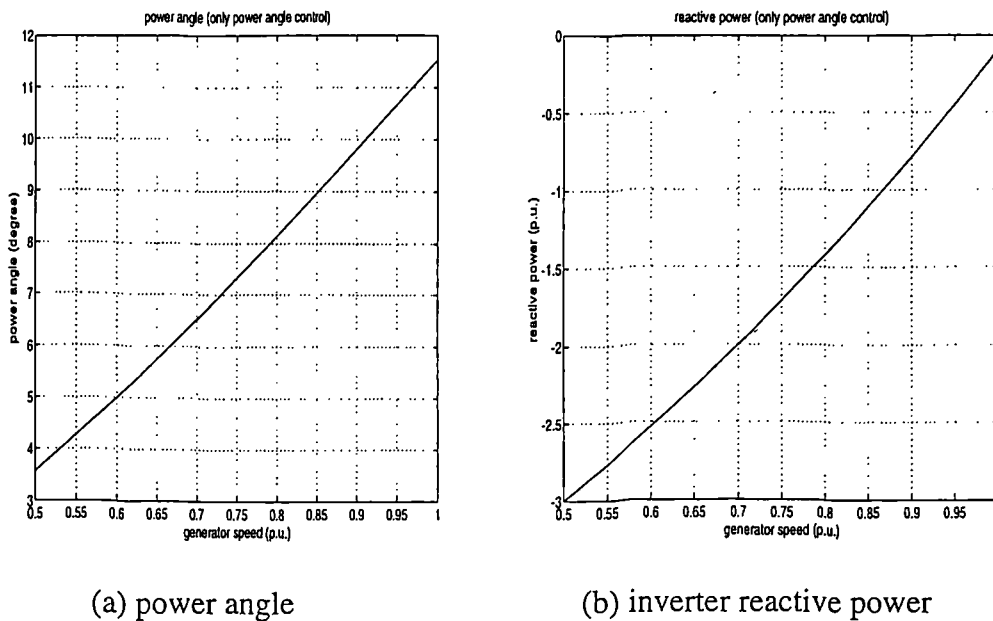 power angle (only power angle control)
12
11
10
9
8
7
6
5
4
3
power angle (degree)
0.5 0.55 0.6 0.65 0.7 0.75 0.8 0.85 0.9 0.95 1
generator speed (p.u.)
(a) power angle
reactive power (only power angle control)
0
-0.5
-1
-1.5
-2
-2.5
-3
reactive power (p.u.)
0.5 0.55 0.6 0.65 0.7 0.75 0.8 0.85 0.9 0.95
generator speed (p.u.)
(b) inverter reactive power